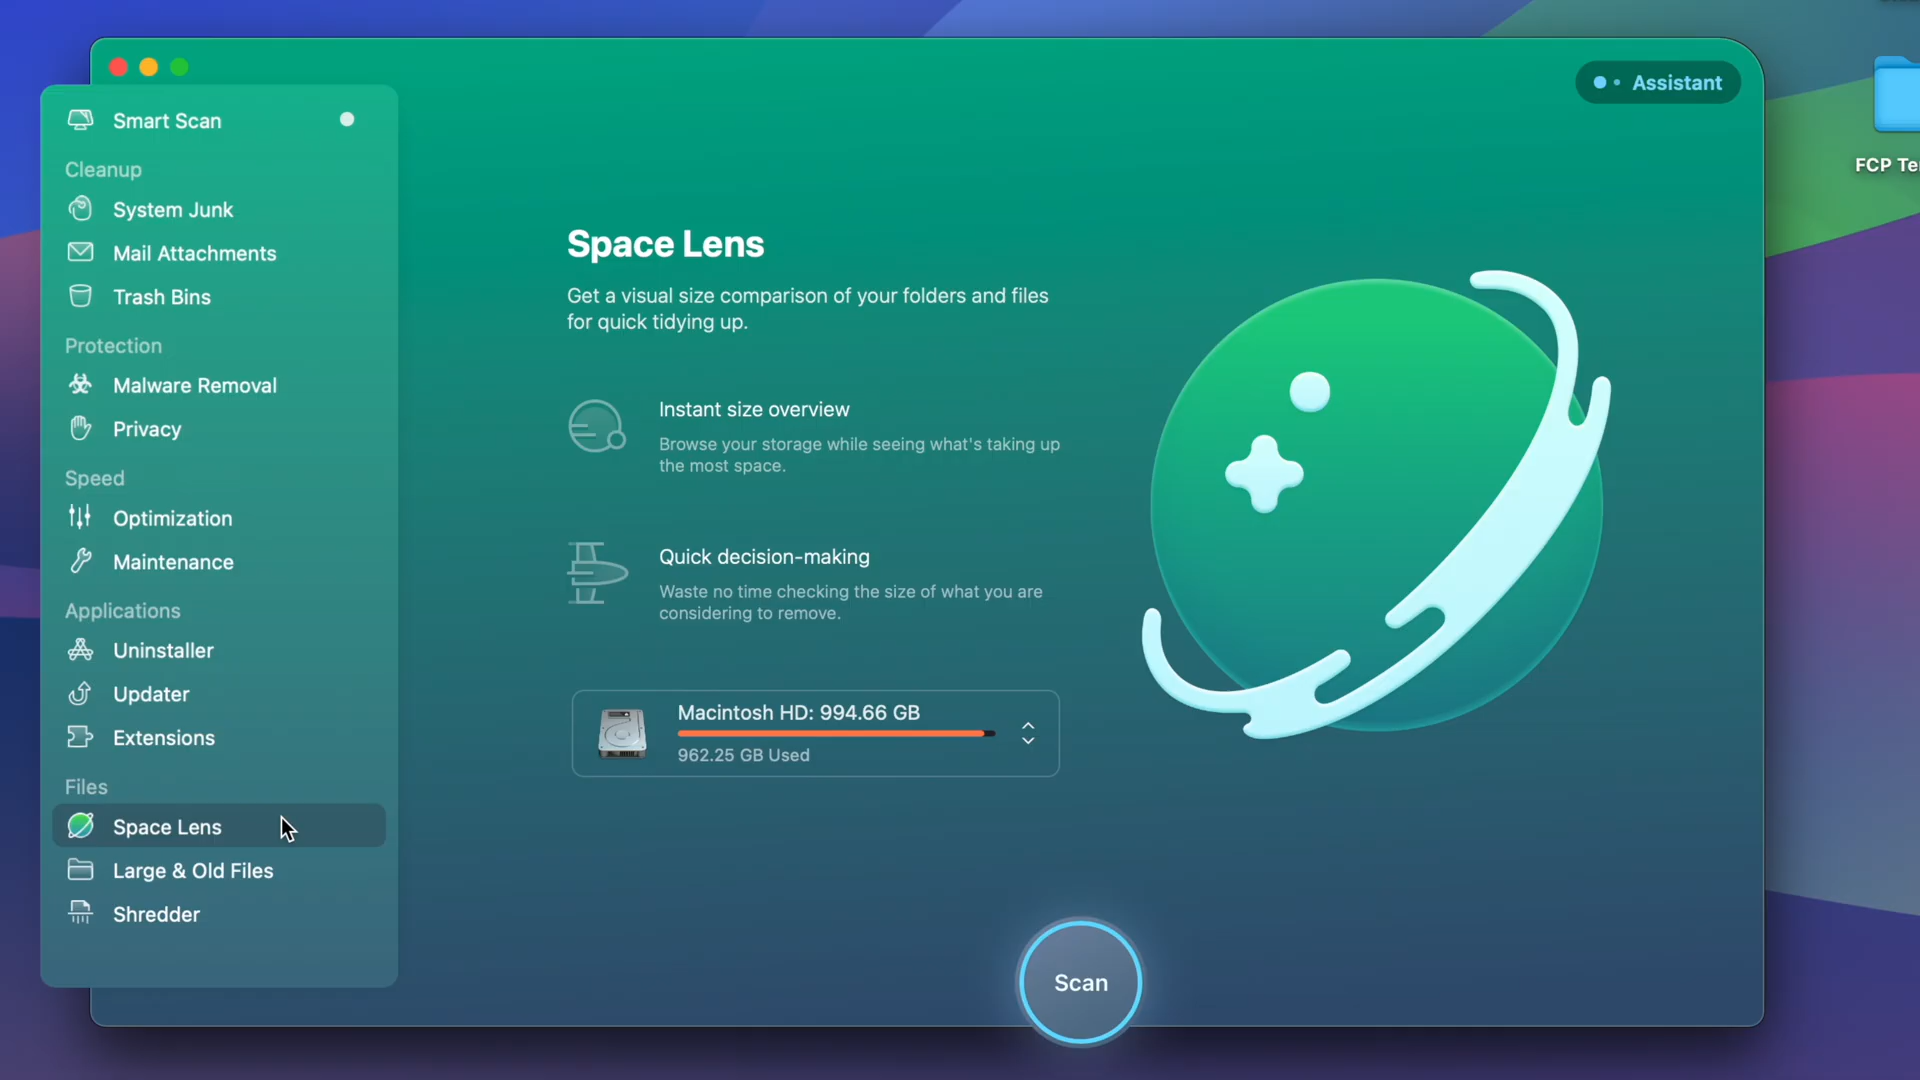 Assistant
Smart Scan
Cleanup
System Junk
Mail Attachments
Trash Bins
Protection
Malware Removal
Privacy
Speed
Optimization
Maintenance
Applications
Uninstaller
Updater
Extensions
Files
Space Lens
Large & Old Files
Shredder
Space Lens
Get a visual size comparison of your folders and files
for quick tidying up.
Instant size overview
Browse your storage while seeing what's taking up
the most space.
Quick decision-making
Waste no time checking the size of what you are
considering to remove.
Macintosh HD: 994.66 GB
962.25 GB Used
Scan
FCP Te